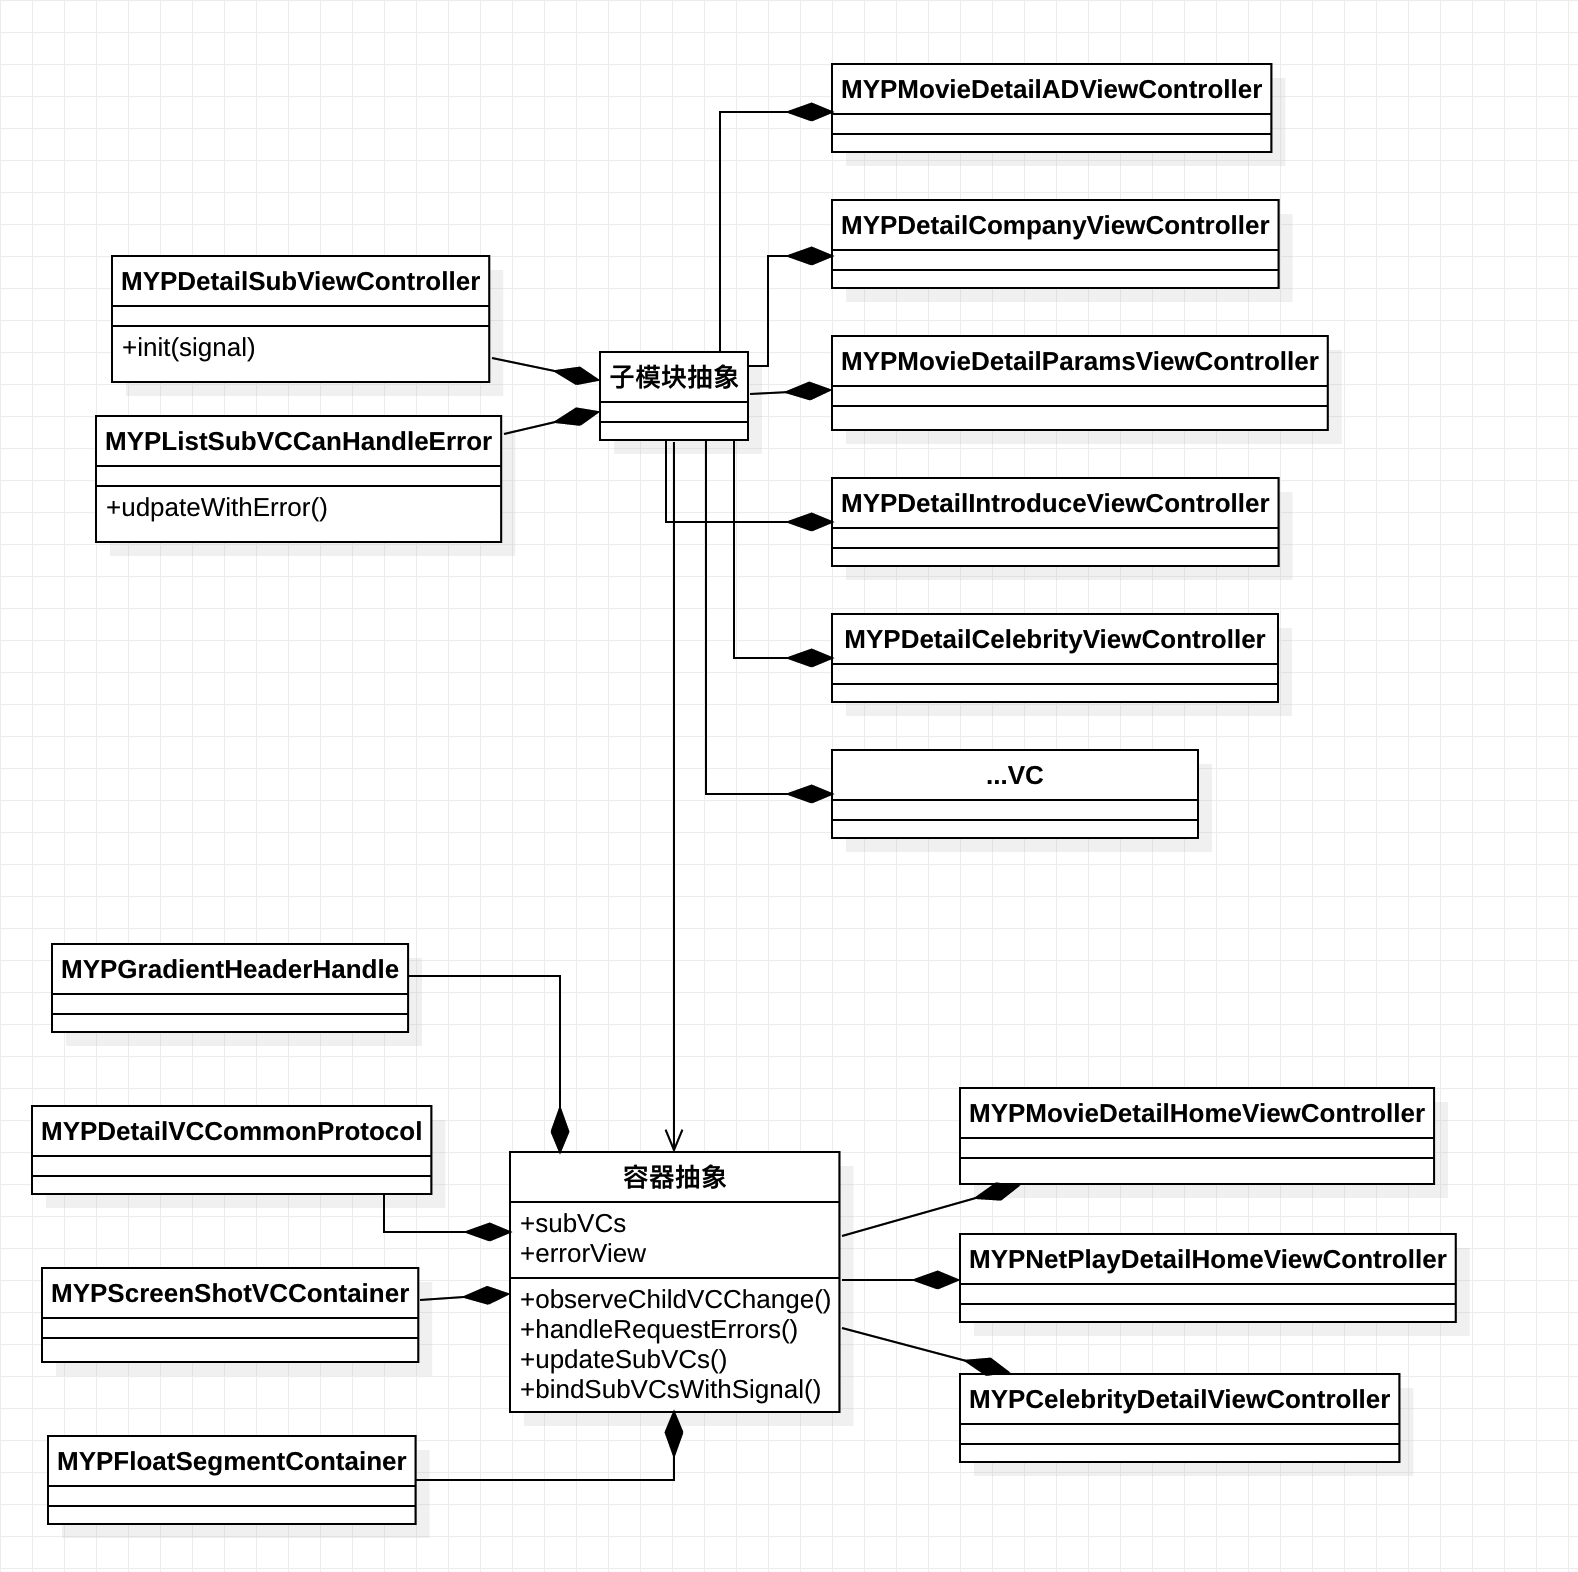 MYPMovieDetailADViewController
MYPDetailCompanyViewController
MYPDetailSubViewController
+init(signal)
MYPMovieDetailParamsViewController
子模块抽象
MYPListSubVCCanHandleError
+udpateWithError()
MYPDetailIntroduceViewController
MYPDetailCelebrityViewController
...VC
MYPGradientHeaderHandle
MYPDetailVCCommonProtocol
MYPMovieDetailHomeViewController
容器抽象
+subVCs
+errorView
+observeChildVCChange()
+handleRequestErrors()
+updateSubVCs()
+bindSubVCsWithSignal()
MYPNetPlayDetailHomeViewController
MYPScreenShotVCContainer
MYPCelebrityDetailViewController
MYPFloatSegmentContainer